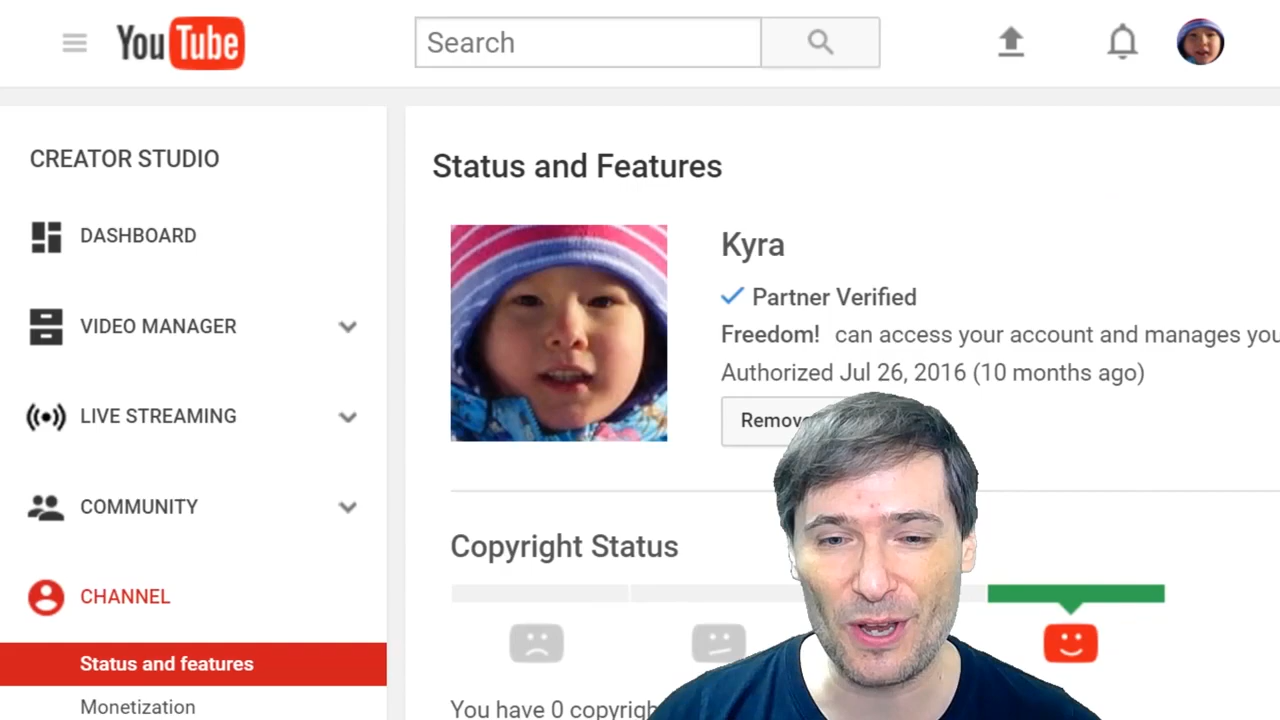 YouTube
Search
CREATOR STUDIO
DASHBOARD
VIDEO MANAGER
LIVE STREAMING
COMMUNITY
CHANNEL
Status and features
Monetization
Status and Features
Kyra
Partner Verified
Freedom! can access your account and manages
Authorized Jul 26, 2016 (10 months ago)
Copyright Status
You have 0